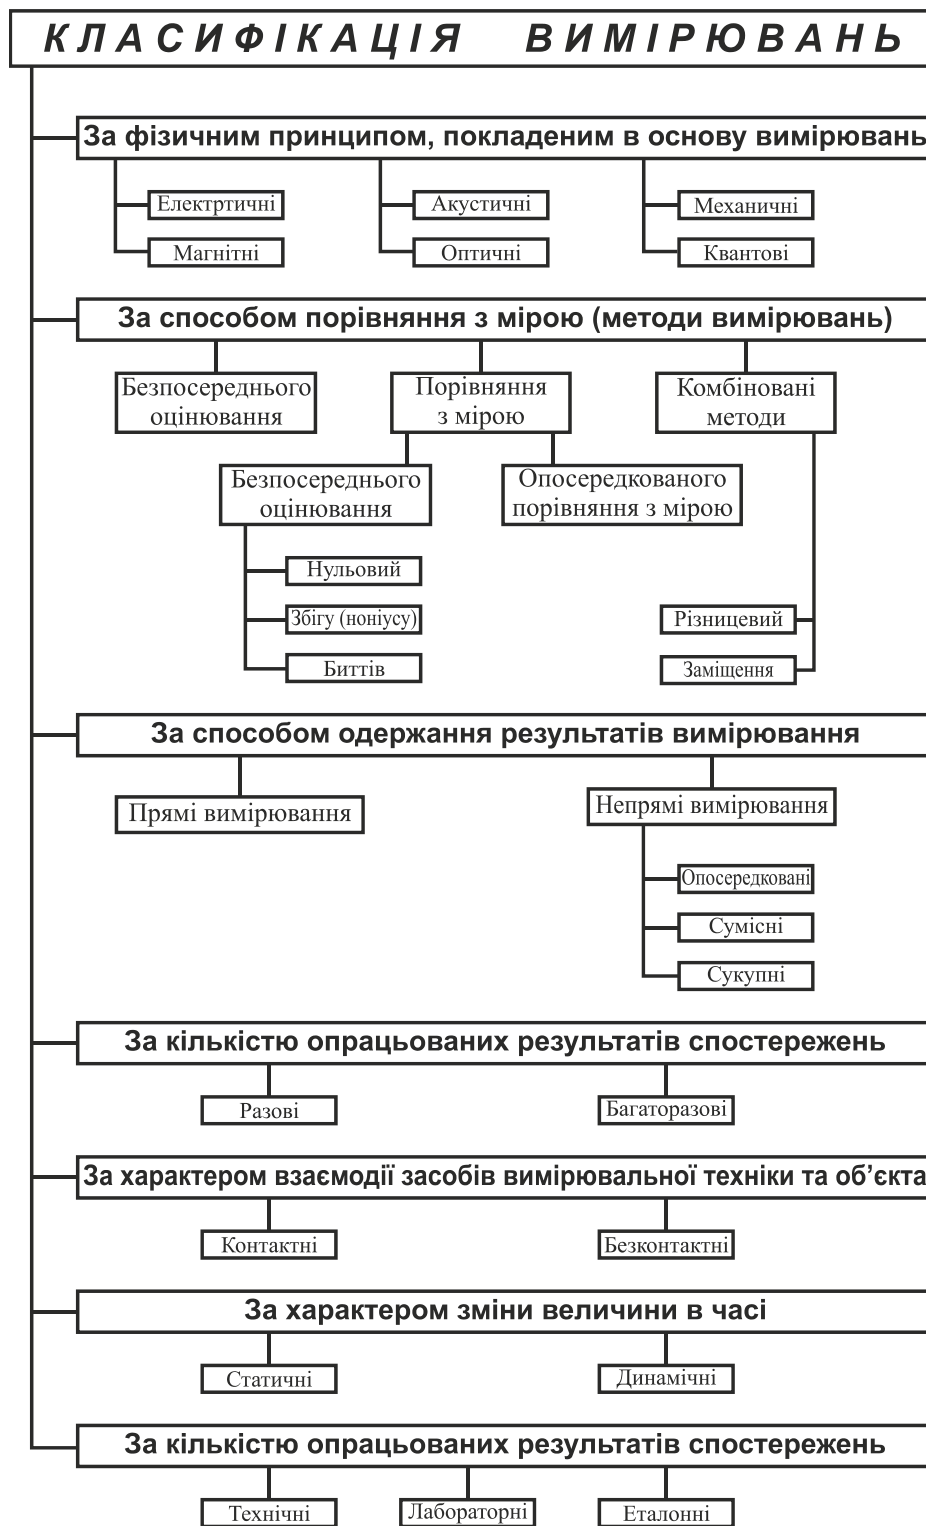 КЛАСИФІКАЦІЯ ВИМІРЮВАНЬ
За фізичним принципом, покладеним в основу вимірювань
Електртичні
Акустичні
Механичні
Магнітні
Оптичні
Квантові
За способом порівняння з мірою (методи вимірювань)
Безпосереднього
оцінювання
Порівняння
з мірою
Комбіновані
методи
Безпосереднього
оцінювання
Опосередкованого
порівняння з мірою
Нульовий
Збігу (ноніусу)
Биттів
Різницевий
Заміщення
За способом одержання результатів вимірювання
Прямі вимірювання
Непрямі вимірювання
Опосередковані
Сумісні
Сукупні
За кількістю опрацьованих результатів спостережень
Разові
Багаторазові
За характером взаємодії засобів вимірювальної техніки та об’єкта
Контактні
Безконтактні
За характером зміни величини в часі
Статичні
Динамічні
За кількістю опрацьованих результатів спостережень
Технічні
Лабораторні
Еталонні